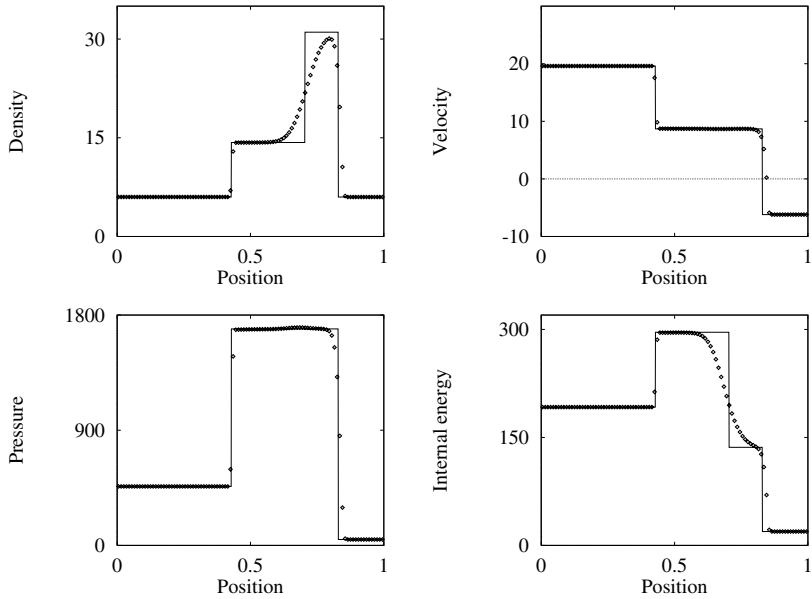 30
15
0
Density
0 0.5 1
Position
20
10
0
-10
Velocity
0 0.5 1
Position
1800
900
0
Pressure
0 0.5 1
Position
300
150
0
Internal energy
0 0.5 1
Position